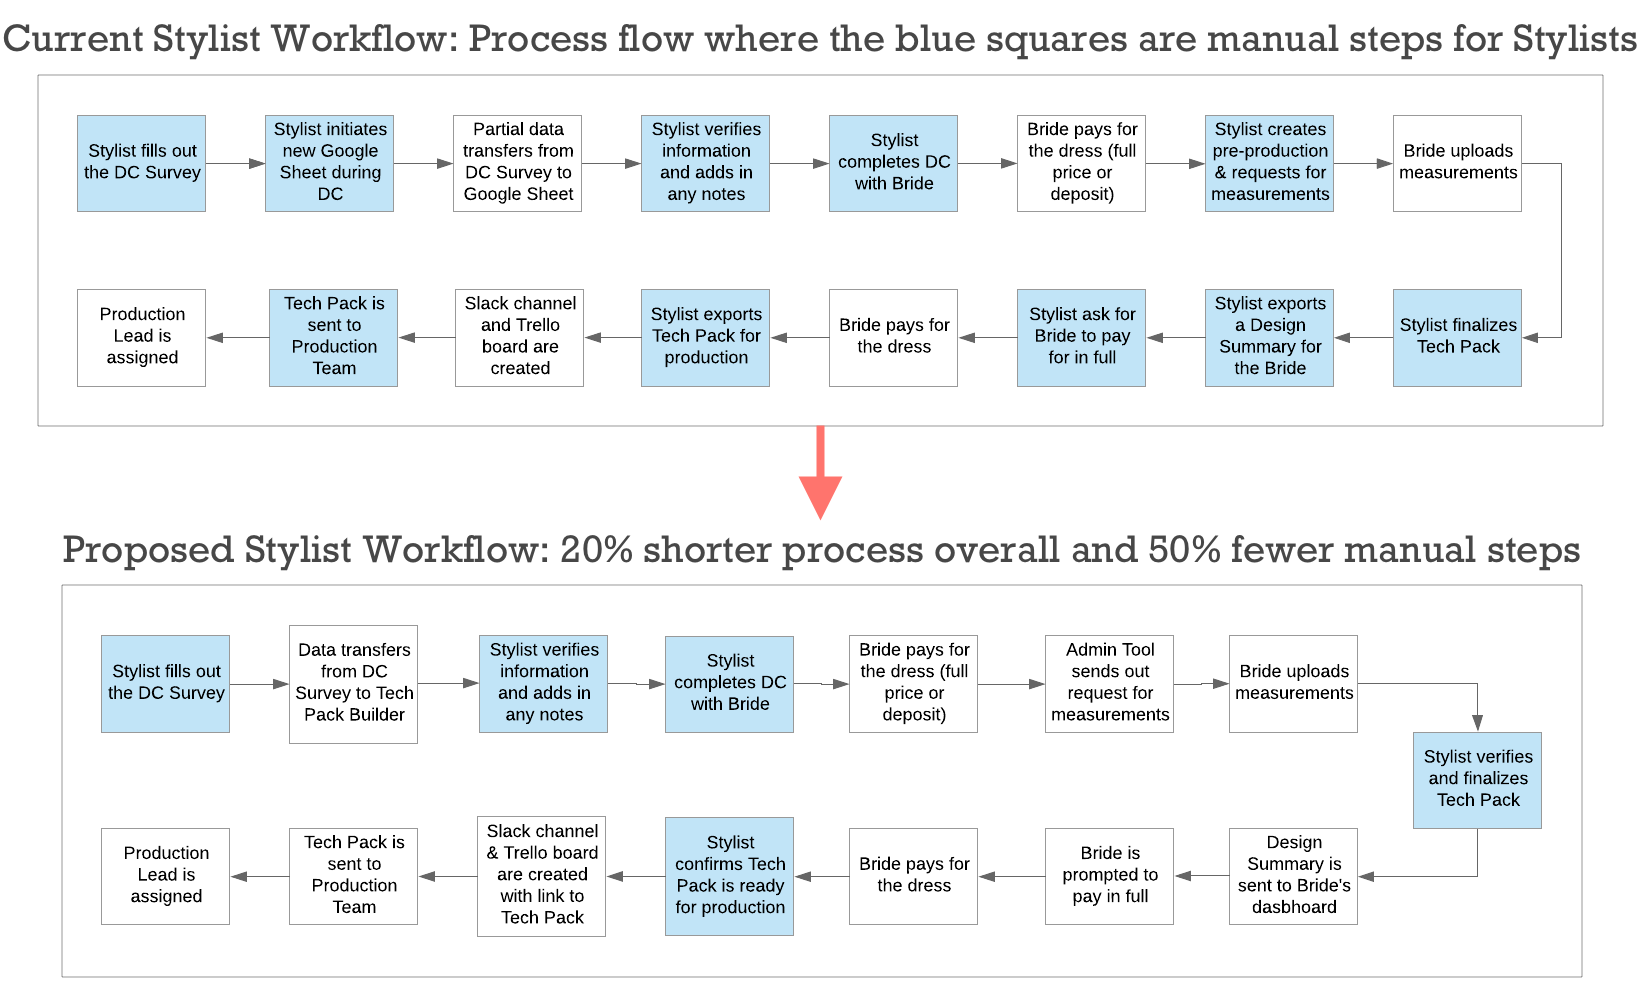 Current Stylist Workflow: Process flow where the blue squares are manual steps for Stylists
Stylist fills out
the DC Survey
Stylist initiates
new Google
Sheet during
DC
Partial data
transfers from
DC Survey to
Google Sheet
Stylist verifies
information
and adds in
any notes
Stylist
completes DC
with Bride
Bride pays for
the dress (full
price or
deposit)
Stylist creates
pre-production
& requests for
measurements
Bride uploads
measurements
Stylist finalizes
Tech Pack
Stylist exports
a Design
Summary for
the Bride
Stylist ask for
Bride to pay
for in full
Bride pays for
the dress
Stylist exports
Tech Pack for
production
Slack channel
and Trello
board are
created
Tech Pack is
sent to
Production
Team
Production
Lead is
assigned
Proposed Stylist Workflow: 20% shorter process overall and 50% fewer manual steps
Stylist fills out
the DC Survey
Data transfers
from DC
Survey to Tech
Pack Builder
Stylist verifies
information
and adds in
any notes
Stylist
completes DC
with Bride
Bride pays for
the dress (full
price or
deposit)
Admin Tool
sends out
request for
measurements
Bride uploads
measurements
Stylist verifies
and finalizes
Tech Pack
Design
Summary is
sent to Bride's
dasbhoard
Bride is
prompted to
pay in full
Bride pays for
the dress
Stylist
confirms Tech
Pack is ready
for production
Slack channel
& Trello board
are created
with link to
Tech Pack
Tech Pack is
sent to
Production
Team
Production
Lead is
assigned